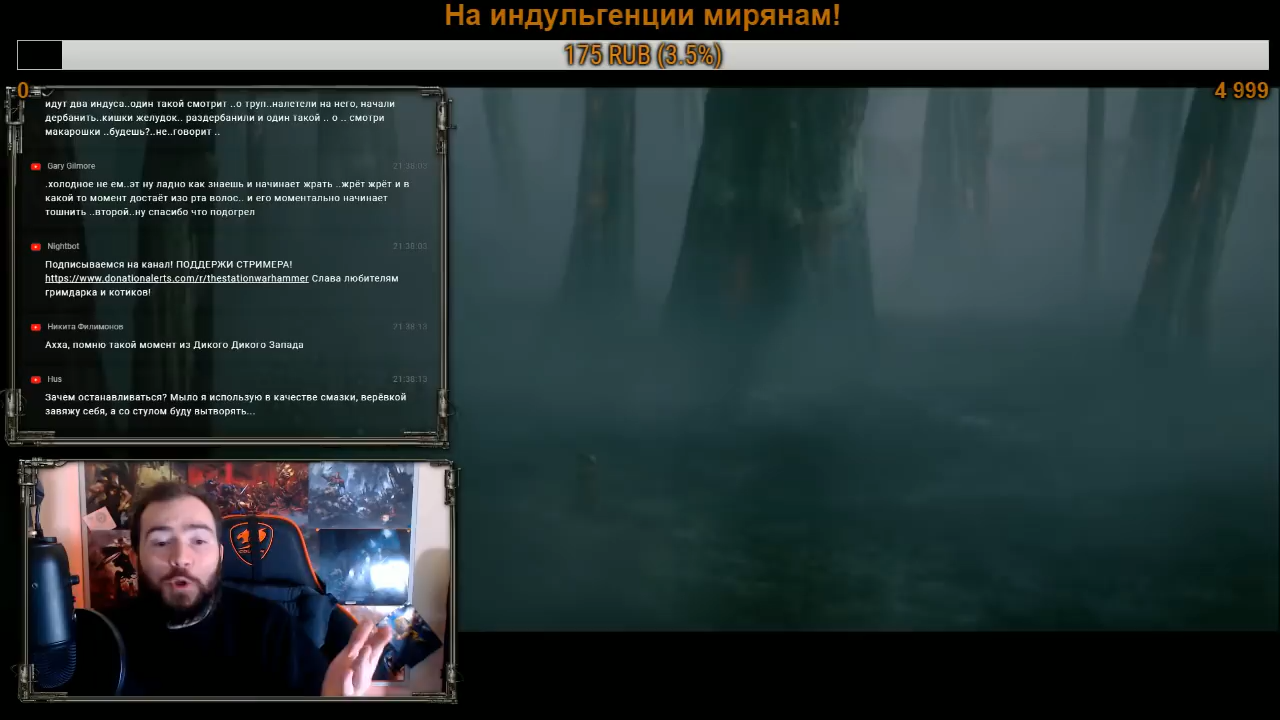 На индульгенции мирянам!
175 RUB (3.5%)
0
4 999
идут два индуса..один такой смотрит ..о труп..налетели на него, начали
дербанить..кишки желудок.. раздербанили и один такой .. о .. смотри
макарошки ..будешь?..не..говорит ..
Gary Gilmore 21:38:03
.холодное не ем..эт ну ладно как знаешь и начинает жрать ..жрёт жрёт и в
какой то момент достаёт изо рта волос.. и его моментально начинает
тошнить ..второй..ну спасибо что подогрел
Nightbot 21:38:03
Подписываемся на канал! ПОДДЕРЖИ СТРИМЕРА!
https://www.donationalerts.com/r/thestationwarhammer Слава любителям
гримдарка и котиков!
Никита Филимонов 21:38:13
Ахха, помню такой момент из Дикого Дикого Запада
Hus 21:38:13
Зачем останавливаться? Мыло я использую в качестве смазки, верёвкой
завяжу себя, а со стулом буду вытворять...